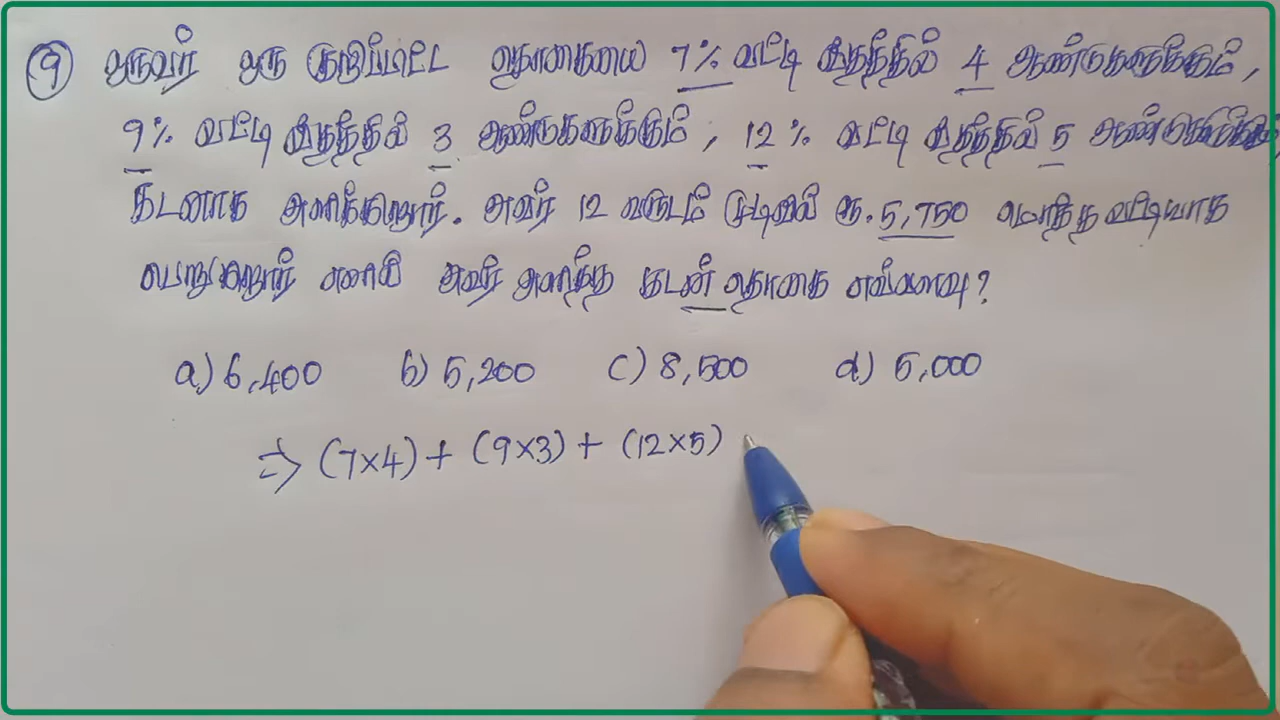 ⑨ ஒருவர் ஒரு குறிப்பிட்ட தொகையை 7% வட்டி வீதத்தில் 4 ஆண்டுகளுக்கும்,
9% வட்டி வீதத்தில் 3 ஆண்டுகளுக்கும், 12% வட்டி வீதத்தில் 5 ஆண்டுகளுக்கும்
கடனாக அளிக்கிறார். அவர் 12 வருடம் முடிவில் ரூ. 5,750 மொத்த வட்டியாக
பெறுகிறார் எனில் அவர் அளித்த கடன் தொகை எவ்வளவு?
a) 6,400 b) 5,200 c) 8,500 d) 5,000
⇒ (7×4) + (9×3) + (12×5)